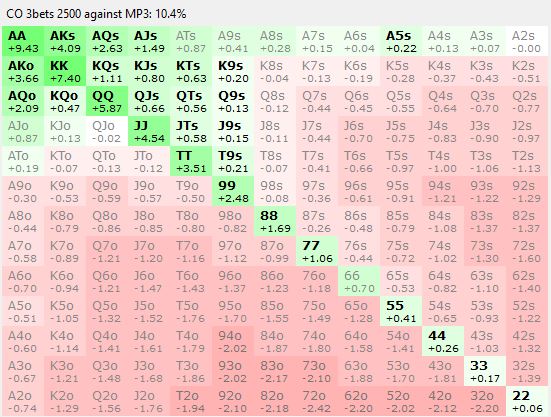 CO 3bets 2500 against MP3: 10.4%
AA AKs AQs AJs ATs A9s A8s A7s A6s A5s A4s A3s A2s
+9.43 +4.09 +2.63 +1.49 +0.87 +0.41 +0.28 +0.15 +0.04 +0.22 +0.13 +0.07 -0.00
AKo KK KQs KJs KTs K9s K8s K7s K6s K5s K4s K3s K2s
+3.66 +7.40 +1.11 +0.80 +0.63 +0.20 -0.04 -0.13 -0.19 -0.28 -0.37 -0.43 -0.51
AQo KQo QQ QJs QTs Q9s Q8s Q7s Q6s Q5s Q4s Q3s Q2s
+2.09 +0.47 +5.87 +0.66 +0.56 +0.13 -0.12 -0.44 -0.45 -0.55 -0.64 -0.70 -0.77
AJo KJo QJo JJ JTs J9s J8s J7s J6s J5s J4s J3s J2s
+0.87 +0.13 -0.02 +4.54 +0.58 +0.15 -0.11 -0.44 -0.70 -0.75 -0.83 -0.90 -0.97
ATo KTo QTo JTo TT T9s T8s T7s T6s T5s T4s T3s T2s
+0.19 -0.07 -0.13 -0.12 +3.51 +0.21 -0.07 -0.41 -0.66 -0.97 -1.00 -1.06 -1.13
A9o K9o Q9o J9o T9o 99 98s 97s 96s 95s 94s 93s 92s
-0.30 -0.53 -0.59 -0.57 -0.50 +2.48 -0.08 -0.36 -0.61 -0.91 -1.21 -1.22 -1.29
A8o K8o Q8o J8o T8o 98o 88 87s 86s 85s 84s 83s 82s
-0.44 -0.79 -0.86 -0.85 -0.80 -0.82 +1.69 -0.26 -0.48 -0.79 -1.08 -1.37 -1.37
A7o K7o Q7o J7o T7o 97o 87o 77 76s 75s 74s 73s 72s
-0.58 -0.89 -1.21 -1.20 -1.16 -1.12 -0.99 +1.06 -0.44 -0.72 -1.02 -1.30 -1.60
A6o K6o Q6o J6o T6o 96o 86o 76o 66 65s 64s 63s 62s
-0.70 -0.94 -1.21 -1.47 -1.43 -1.37 -1.23 -1.18 +0.70 -0.53 -0.82 -1.10 -1.40
A5o K5o Q5o J5o T5o 95o 85o 75o 65o 55 54s 53s 52s
-0.51 -1.05 -1.32 -1.52 -1.76 -1.70 -1.55 -1.49 -1.28 +0.41 -0.65 -0.93 -1.22
A4o K4o Q4o J4o T4o 94o 84o 74o 64o 54o 44 43s 42s
-0.60 -1.14 -1.41 -1.61 -1.79 -2.02 -1.87 -1.80 -1.58 -1.41 +0.26 -1.03 -1.32
A3o K3o Q3o J3o T3o 93o 83o 73o 63o 53o 43o 33 32s
-0.67 -1.21 -1.48 -1.68 -1.86 -2.02 -2.17 -2.10 -1.88 -1.70 -1.81 +0.17 -1.39
A2o K2o Q2o J2o T2o 92o 82o 72o 62o 52o 42o 32o 22
-0.74 -1.29 -1.56 -1.76 -1.94 -2.10 -2.18 -2.42 -2.20 -2.02 -2.12 -2.20 +0.06